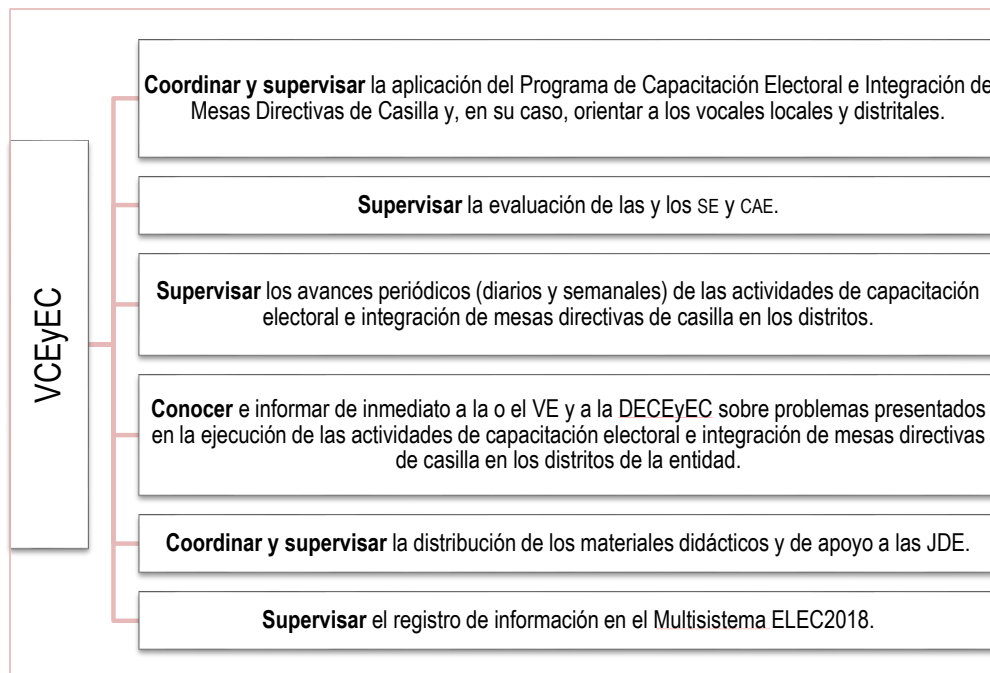 VCEyEC
Coordinar y supervisar la aplicación del Programa de Capacitación Electoral e Integración de
Mesas Directivas de Casilla y, en su caso, orientar a los vocales locales y distritales.
Supervisar la evaluación de las y los SE y CAE.
Supervisar los avances periódicos (diarios y semanales) de las actividades de capacitación
electoral e integración de mesas directivas de casilla en los distritos.
Conocer e informar de inmediato a la o el VE y a la DECEyEC sobre problemas presentados
en la ejecución de las actividades de capacitación electoral e integración de mesas directivas
de casilla en los distritos de la entidad.
Coordinar y supervisar la distribución de los materiales didácticos y de apoyo a las JDE.
Supervisar el registro de información en el Multisistema ELEC2018.